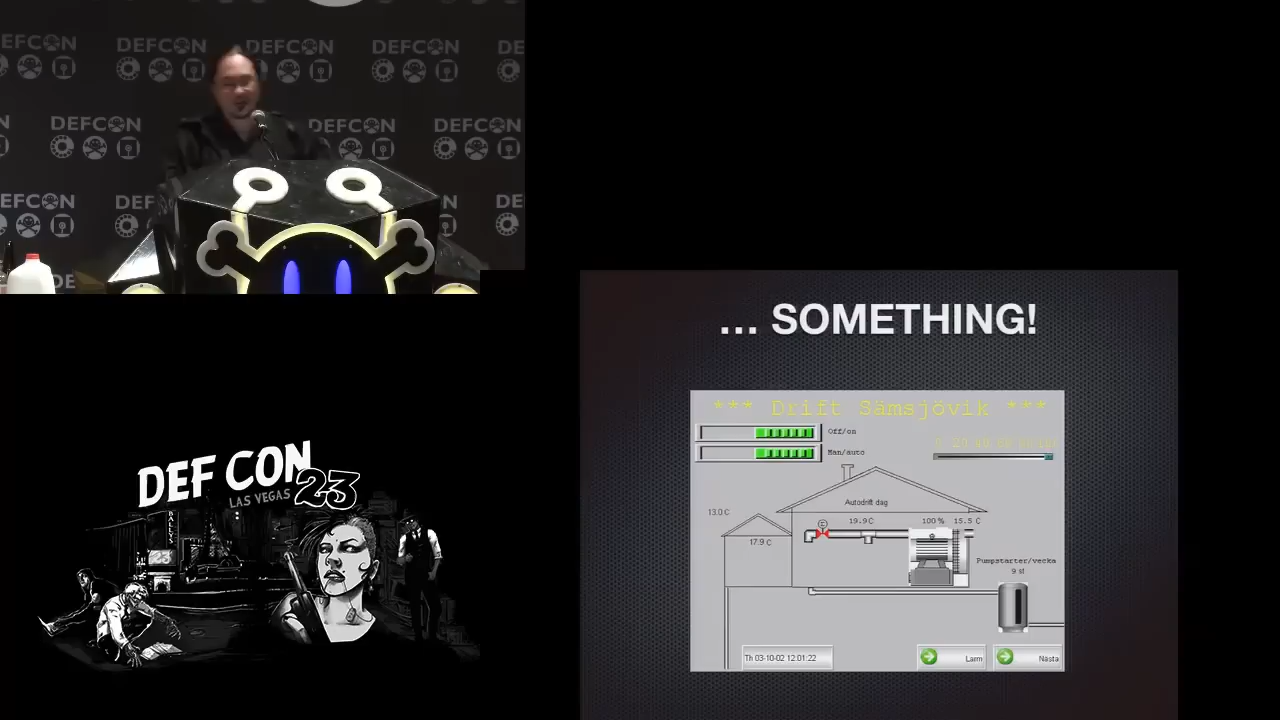 DEFCON DEFCON DEFCON
DEFCON DEFCON DEFCON
DEFCON DEF
... SOMETHING!
*** Drift Sämsjövik ***
Off/on
Man/auto
Autodrift dag
13.0 C
19.9 C
100 %
15.5 C
17.9 C
Pumpstarter/vecka
9 st
Th 03-10-02 12:01:22
Larm
Nästa
DEF CON
LAS VEGAS 23
BALLYS